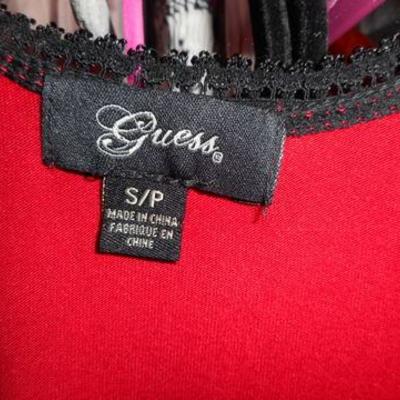 Guess®
S/P
MADE IN CHINA
FABRIQUE EN
CHINE